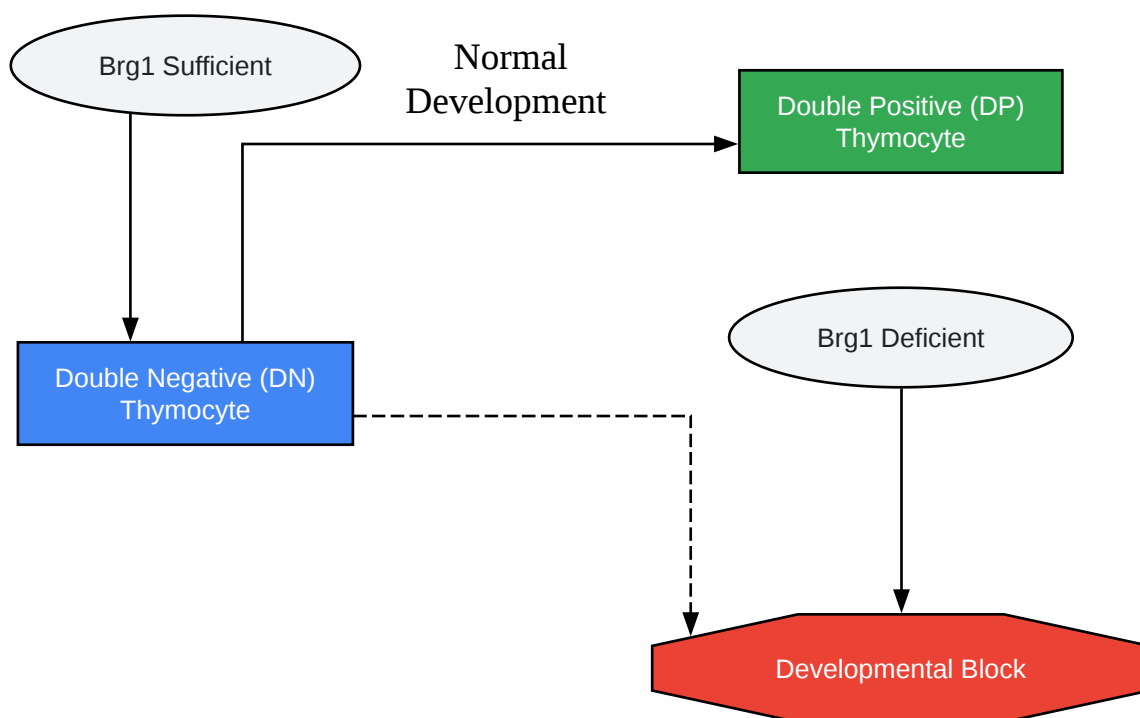 Brg1 Sufficient
Normal
Development
Double Positive (DP)
Thymocyte
Brg1 Deficient
Double Negative (DN)
Thymocyte
Developmental Block